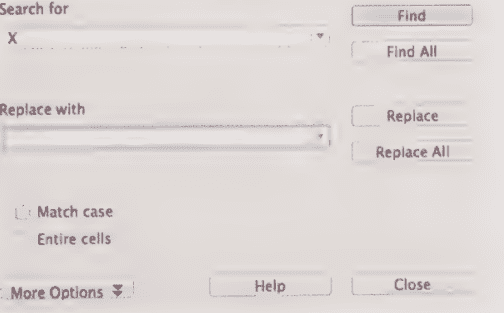 Search for
X
Find
Find All
Replace with
Replace
Replace All
Match case
Entire cells
More Options
Help
Close